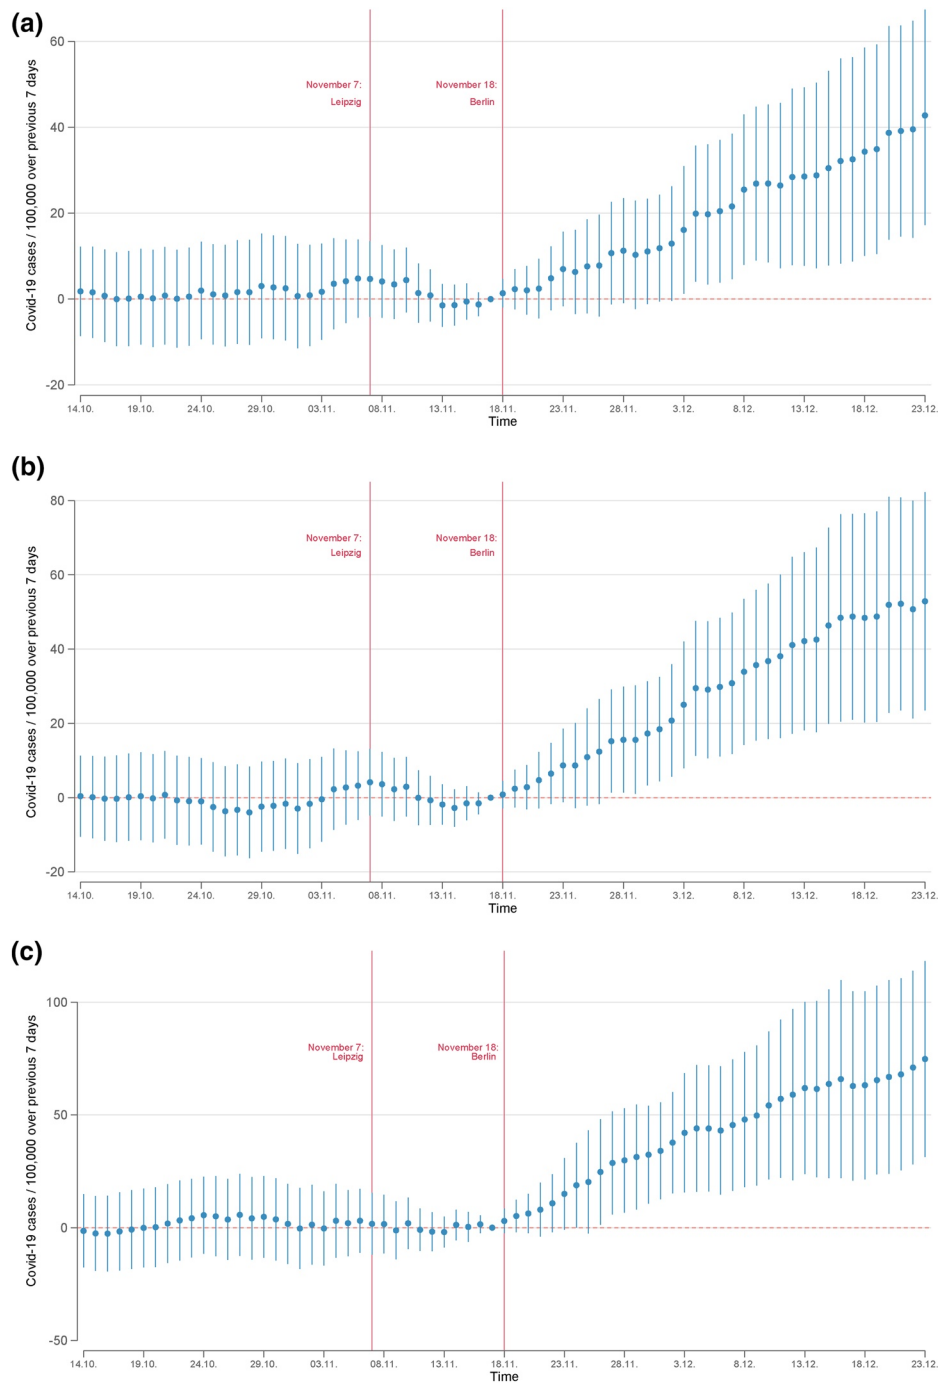 (a)
Covid-19 cases / 100,000 over previous 7 days
60
40
20
0
-20
November 7:
Leipzig
November 18:
Berlin
14.10. 19.10. 24.10. 29.10. 03.11. 08.11. 13.11. 18.11. 23.11. 28.11. 3.12. 8.12. 13.12. 18.12. 23.12.
Time
(b)
Covid-19 cases / 100,000 over previous 7 days
80
60
40
20
0
-20
November 7:
Leipzig
November 18:
Berlin
14.10. 19.10. 24.10. 29.10. 03.11. 08.11. 13.11. 18.11. 23.11. 28.11. 3.12. 8.12. 13.12. 18.12. 23.12.
Time
(c)
Covid-19 cases / 100,000 over previous 7 days
100
50
0
-50
November 7:
Leipzig
November 18:
Berlin
14.10. 19.10. 24.10. 29.10. 03.11. 08.11. 13.11. 18.11. 23.11. 28.11. 3.12. 8.12. 13.12. 18.12. 23.12.
Time